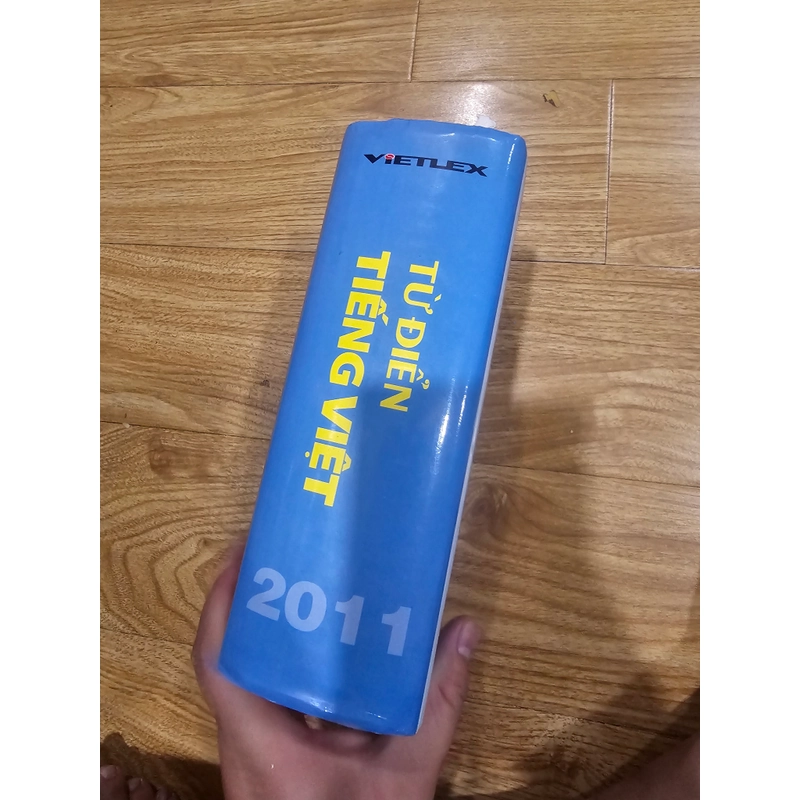 VIETLEX
TỪ ĐIỂN
TIẾNG VIỆT
2011